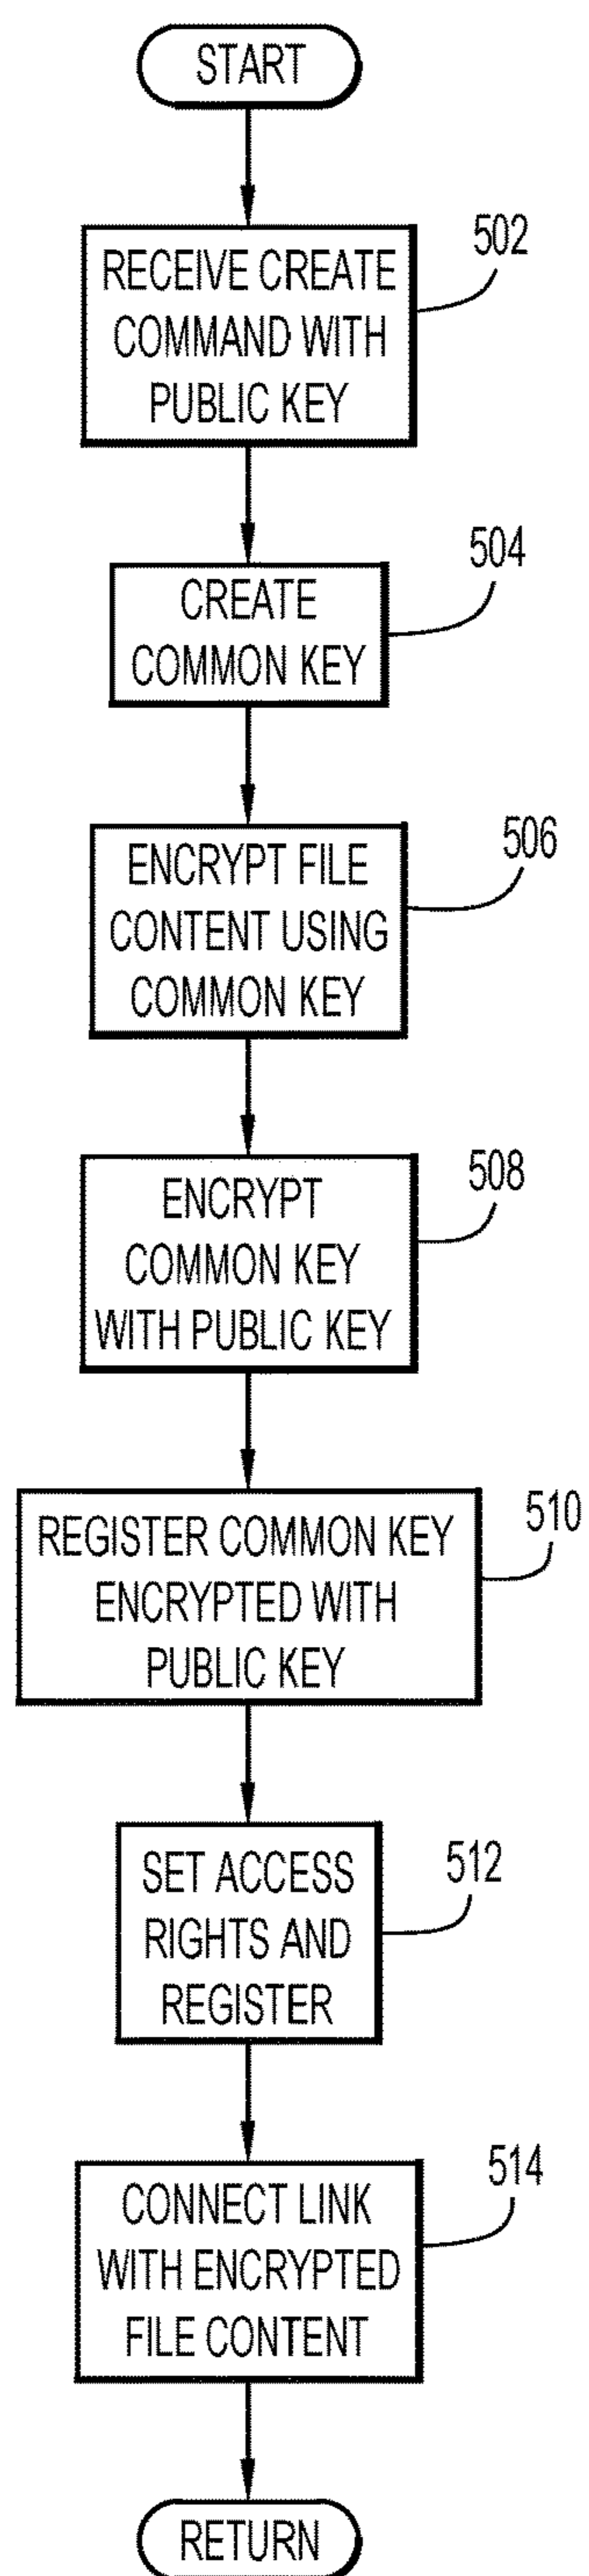 START
502
RECEIVE CREATE
COMMAND WITH
PUBLIC KEY
504
CREATE
COMMON KEY
506
ENCRYPT FILE
CONTENT USING
COMMON KEY
508
ENCRYPT
COMMON KEY
WITH PUBLIC KEY
510
REGISTER COMMON KEY
ENCRYPTED WITH
PUBLIC KEY
512
SET ACCESS
RIGHTS AND
REGISTER
514
CONNECT LINK
WITH ENCRYPTED
FILE CONTENT
RETURN